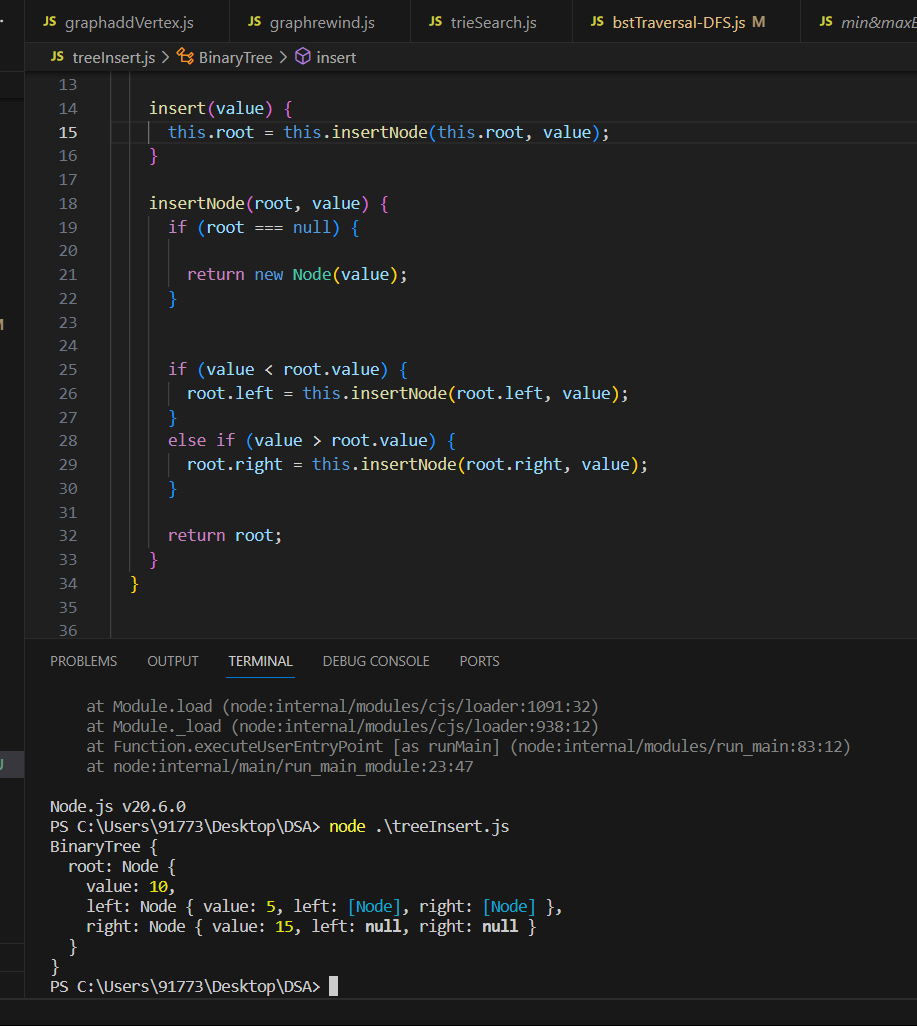 JS graphaddVertex.js JS graphrewind.js JS trieSearch.js JS bstTraversal-DFS.js M JS min&maxB
JS treeInsert.js > BinaryTree > insert
13
14 insert(value) {
15 this.root = this.insertNode(this.root, value);
16 }
17
18 insertNode(root, value) {
19 if (root === null) {
20
21 return new Node(value);
22 }
23
24
25 if (value < root.value) {
26 root.left = this.insertNode(root.left, value);
27 }
28 else if (value > root.value) {
29 root.right = this.insertNode(root.right, value);
30 }
31
32 return root;
33 }
34 }
35
36
PROBLEMS OUTPUT TERMINAL DEBUG CONSOLE PORTS
at Module.load (node:internal/modules/cjs/loader:1091:32)
at Module._load (node:internal/modules/cjs/loader:938:12)
at Function.executeUserEntryPoint [as runMain] (node:internal/modules/run_main:83:12)
at node:internal/main/run_main_module:23:47
Node.js v20.6.0
PS C:\Users\91773\Desktop\DSA> node .\treeInsert.js
BinaryTree {
root: Node {
value: 10,
left: Node { value: 5, left: [Node], right: [Node] },
right: Node { value: 15, left: null, right: null }
}
}
PS C:\Users\91773\Desktop\DSA>